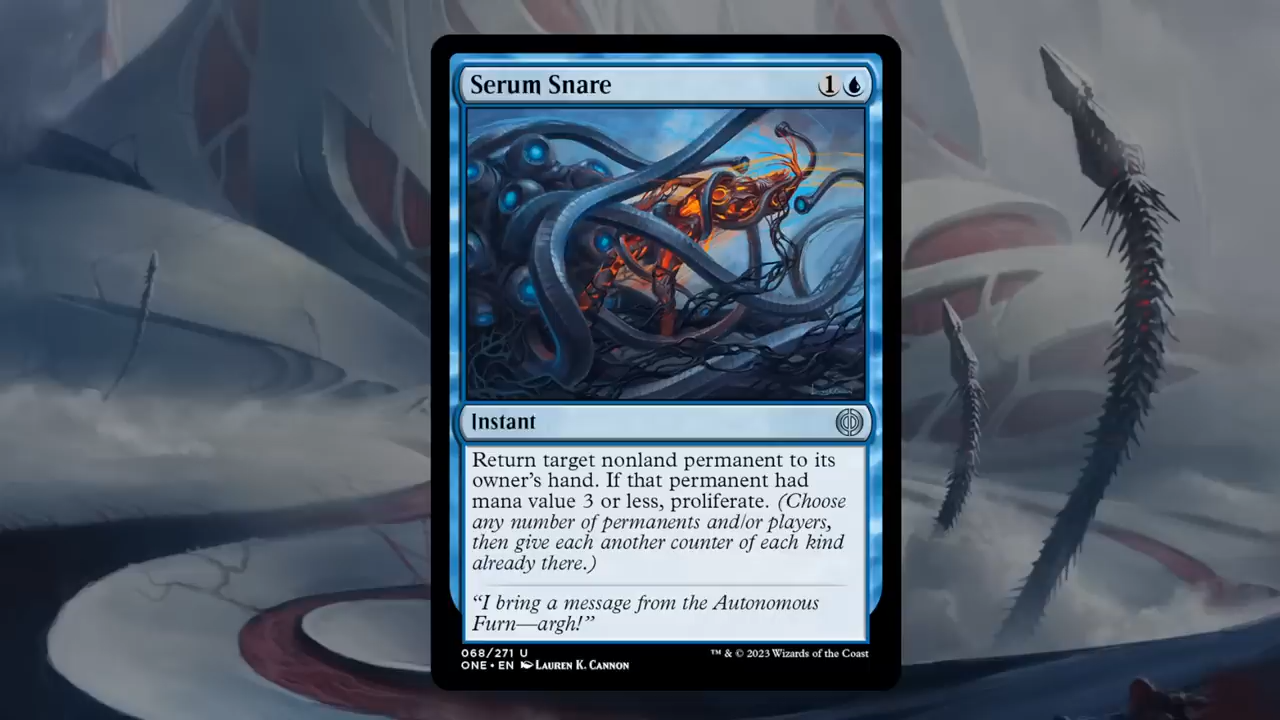 Serum Snare
1
Instant
Return target nonland permanent to its
owner's hand. If that permanent had
mana value 3 or less, proliferate. (Choose
any number of permanents and/or players,
then give each another counter of each kind
already there.)
“I bring a message from the Autonomous
Furn—argh!”
068/271 U
ONE • EN Lauren K. Cannon
™ & © 2023 Wizards of the Coast